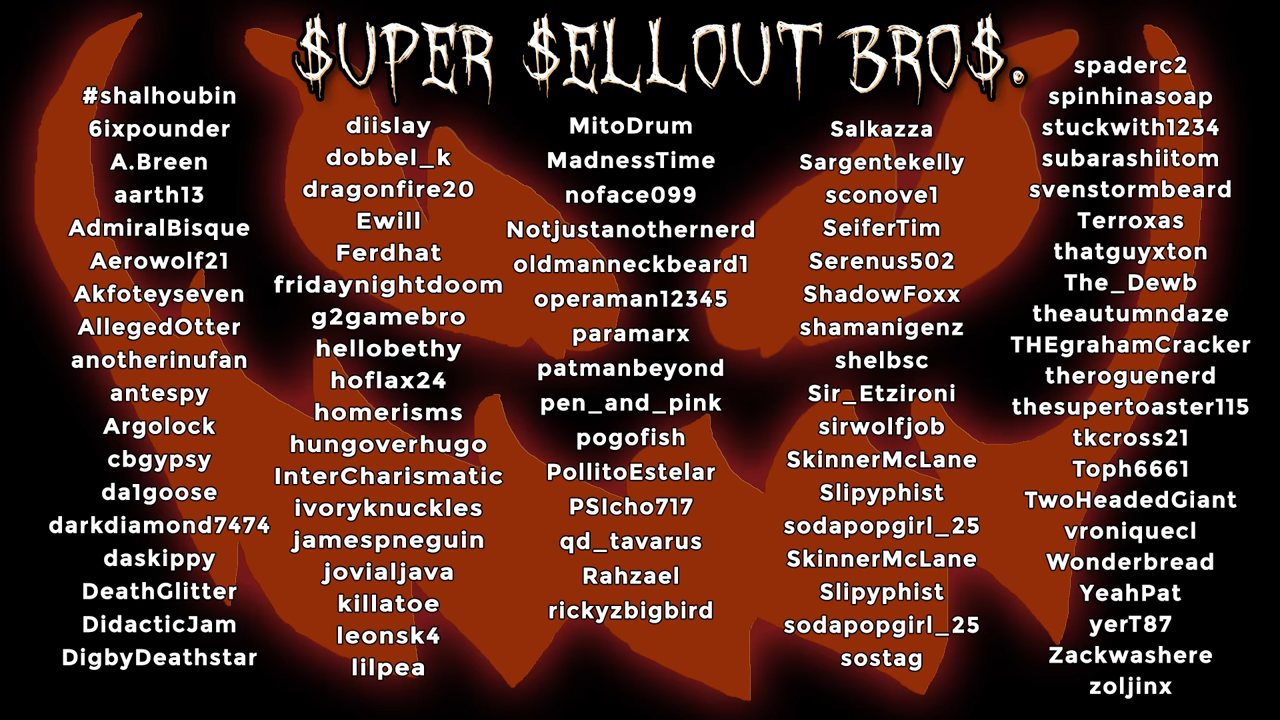 $UPER $ELLOUT BRO$.
#shalhoubin
6ixpounder
A.Breen
aarth13
AdmiralBisque
Aerowolf21
Akfoteyseven
AllegedOtter
anotherinufan
antespy
Argolock
cbgypsy
da1goose
darkdiamond7474
daskippy
DeathGlitter
DidacticJam
DigbyDeathstar
diislay
dobbel_k
dragonfire20
Ewill
Ferdhat
fridaynightdoom
g2gamebro
hellobethy
hoflax24
homerisms
hungoverhugo
InterCharismatic
ivoryknuckles
jamespneguin
jovialjava
killatoe
leonsk4
lilpea
MitoDrum
MadnessTime
noface099
Notjustanothernerd
oldmanneckbeard1
operaman12345
paramarx
patmanbeyond
pen_and_pink
pogofish
PollitoEstelar
PSIcho717
qd_tavarus
Rahzael
rickyzbigbird
Salkazza
Sargentekelly
sconove1
SeiferTim
Serenus502
ShadowFoxx
shamanigenz
shelbsc
Sir_Etzironi
sirwolfjob
SkinnerMcLane
Slipyphist
sodapopgirl_25
SkinnerMcLane
Slipyphist
sodapopgirl_25
sostag
spaderc2
spinhinasoap
stuckwith1234
subarashiitom
svenstormbeard
Terroxas
thatguyxton
The_Dewb
theautumndaze
THEgrahamCracker
theroguenerd
thesupertoaster115
tkcross21
Toph6661
TwoHeadedGiant
vroniquecl
Wonderbread
YeahPat
yerT87
Zackwashere
zoljinx